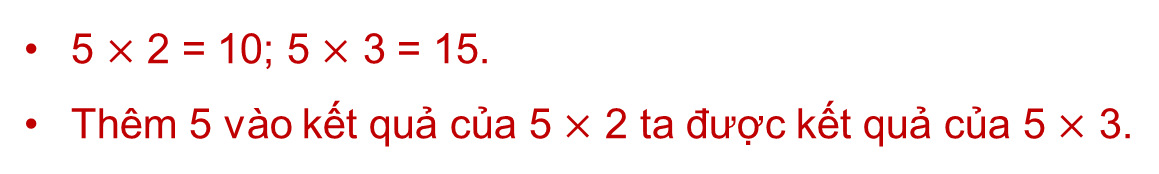 • 5 × 2 = 10; 5 × 3 = 15.
• Thêm 5 vào kết quả của 5 × 2 ta được kết quả của 5 × 3.